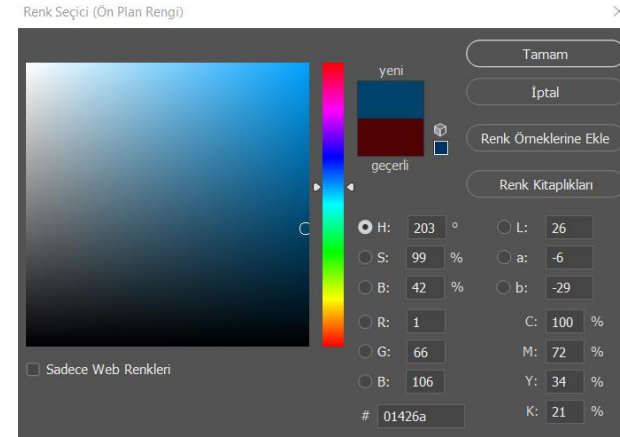 Renk Seçici (Ön Plan Rengi)
yeni
geçerli
Tamam
İptal
Renk Örneklerine Ekle
Renk Kitaplıkları
H: 203 °
S: 99 %
B: 42 %
R: 1
G: 66
B: 106
# 01426a
L: 26
a: -6
b: -29
C: 100 %
M: 72 %
Y: 34 %
K: 21 %
Sadece Web Renkleri